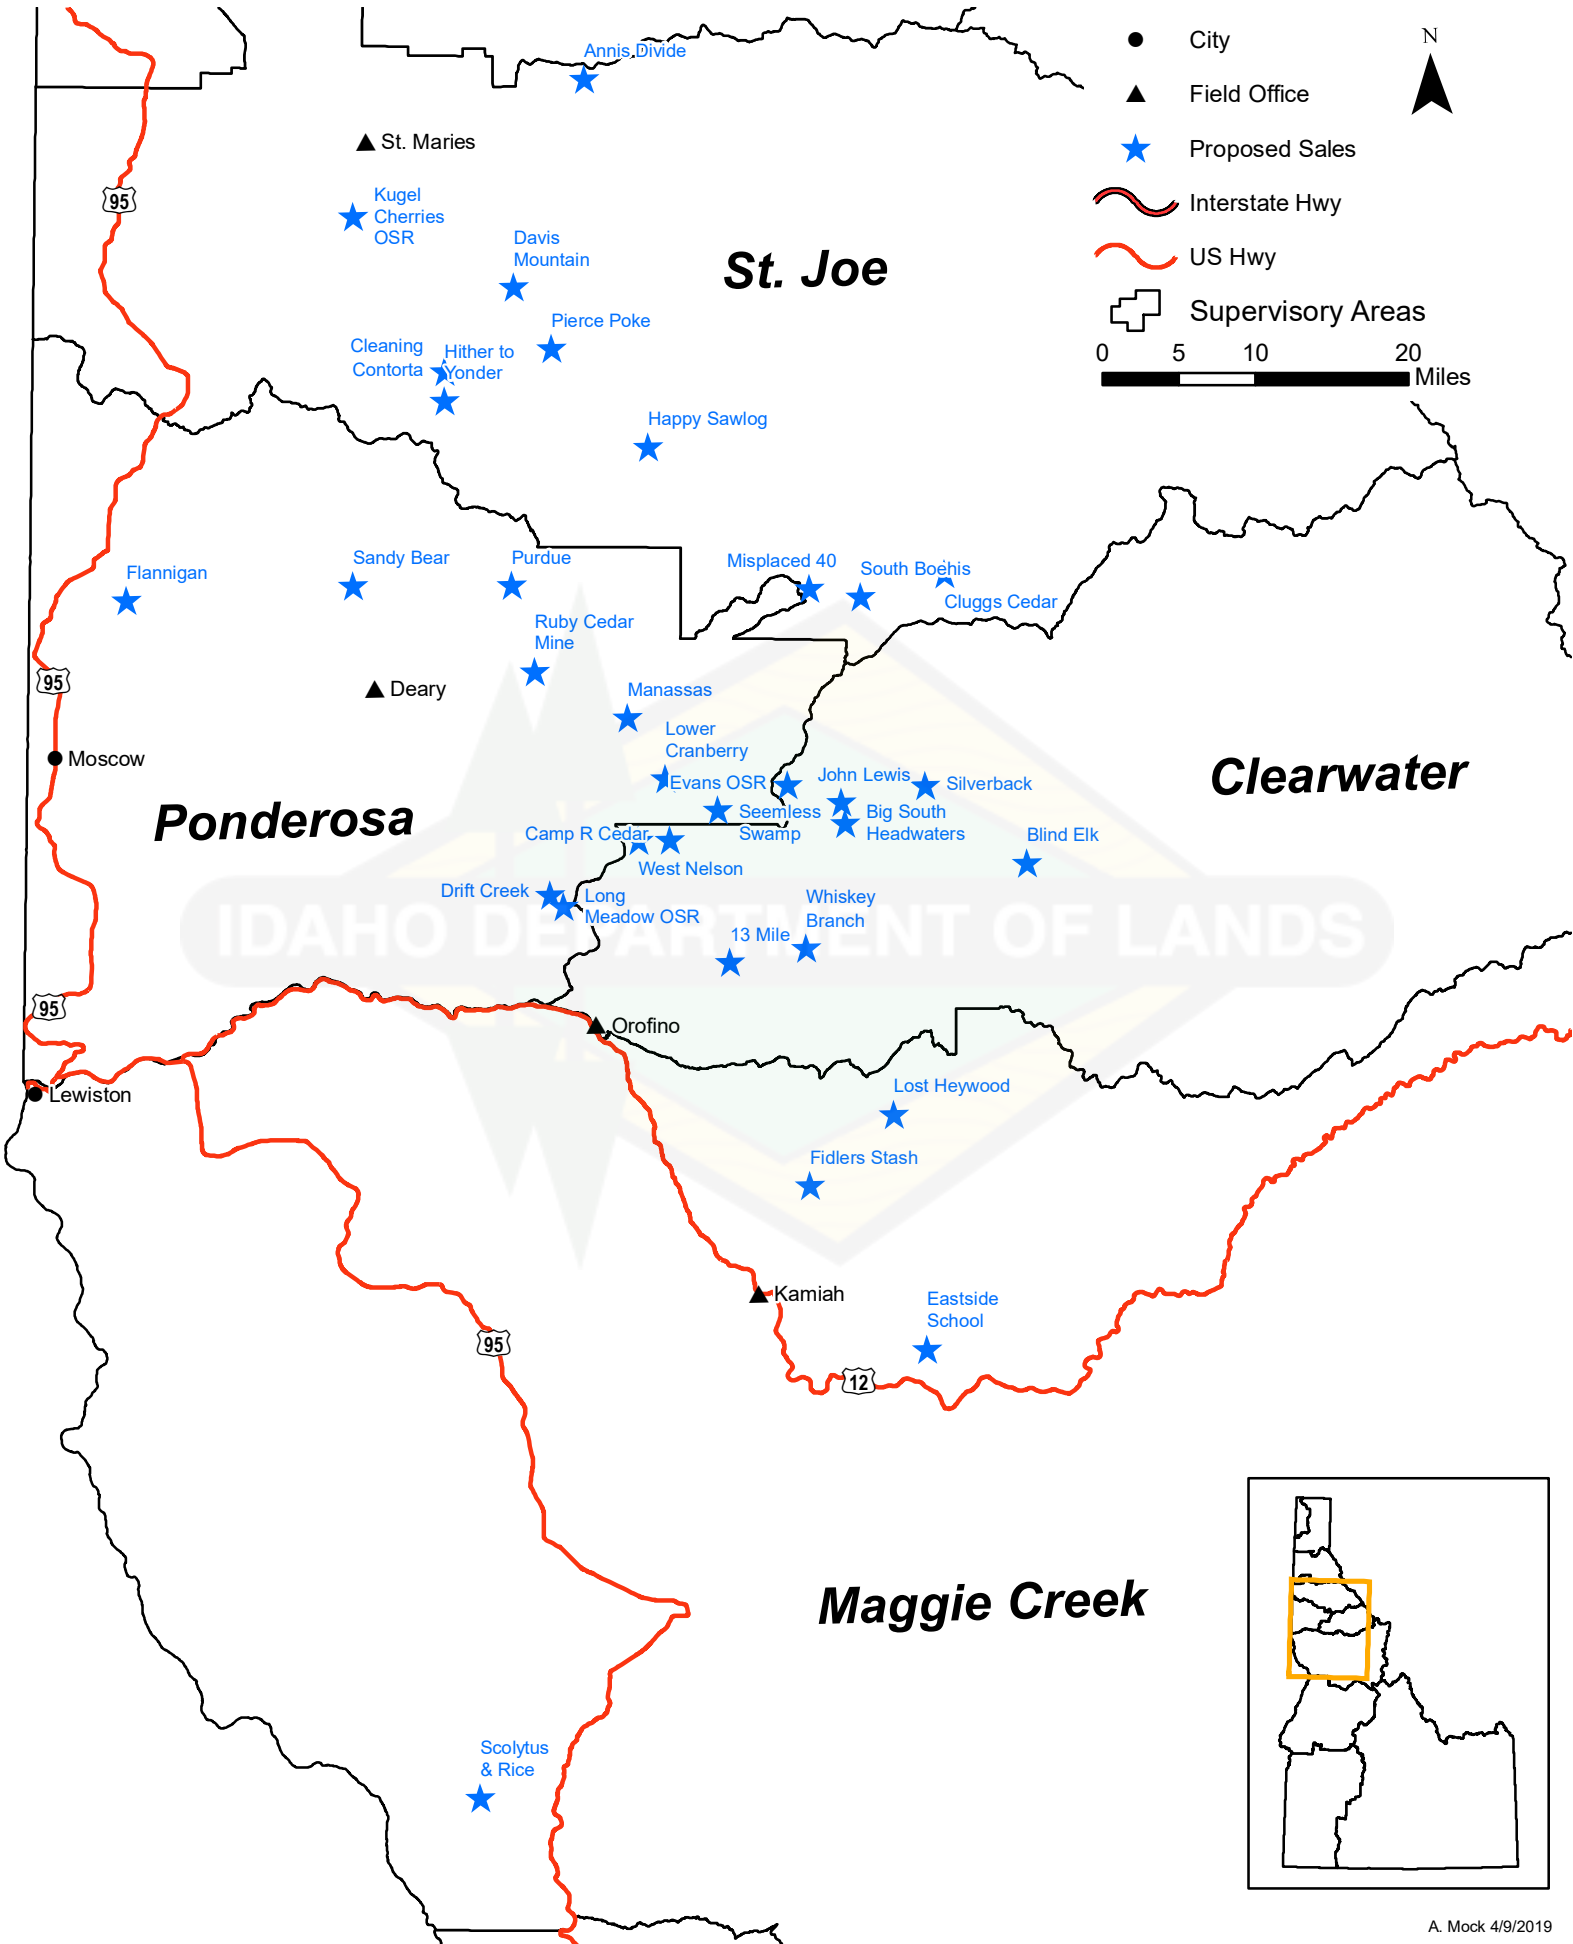 City
N
Annis Divide
Field Office
St. Maries
Proposed Sales
95
Kugel
Cherries
OSR
Interstate Hwy
Davis
Mountain
US Hwy
St. Joe
Supervisory Areas
Pierce Poke
0 5 10 20
Miles
Cleaning
Contorta
Hither to
Yonder
Happy Sawlog
Flannigan
Sandy Bear
Purdue
Misplaced 40
South Boehis
Cluggs Cedar
Ruby Cedar
Mine
95
Deary
Manassas
Lower
Cranberry
Moscow
Evans OSR
John Lewis
Silverback
Clearwater
Ponderosa
Seemless
Swamp
Big South
Headwaters
Camp R Cedar
Blind Elk
West Nelson
Drift Creek
Long
Meadow OSR
Whiskey
Branch
IDAHO DEPARTMENT OF LANDS
13 Mile
95
Orofino
Lewiston
Lost Heywood
Fidlers Stash
Kamiah
Eastside
School
95
12
Maggie Creek
Scolytus
& Rice
A. Mock 4/9/2019